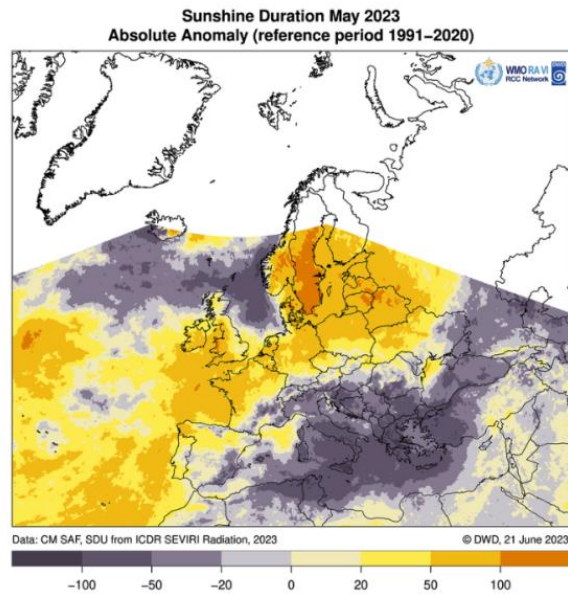 Sunshine Duration May 2023
Absolute Anomaly (reference period 1991−2020)
WMO RA VI
RCC Network
Data: CM SAF, SDU from ICDR SEVIRI Radiation, 2023
© DWD, 21 June 2023
−100 −50 −20 0 20 50 100